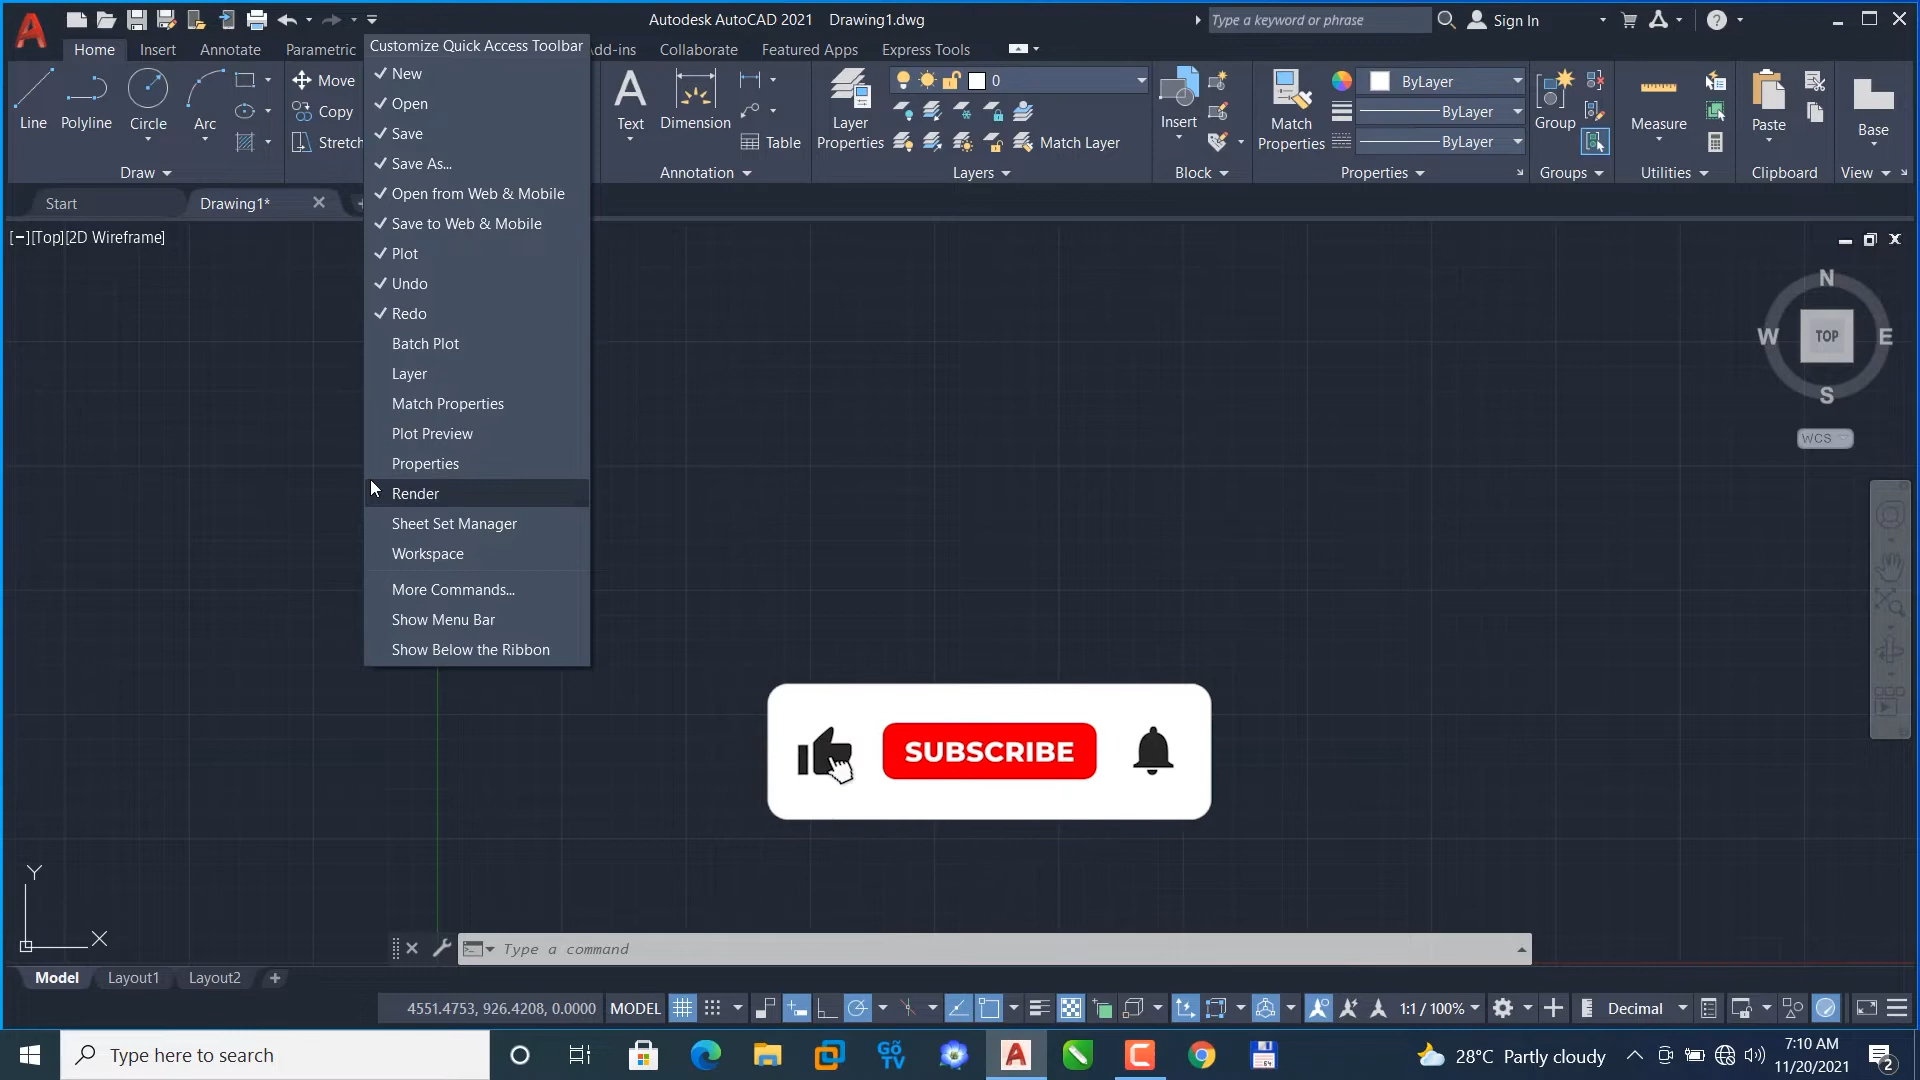 Autodesk AutoCAD 2021 Drawing1.dwg
Type a keyword or phrase
Sign In
Home Insert Annotate Parametric Add-ins Collaborate Featured Apps Express Tools
Customize Quick Access Toolbar
New
Open
Save
Save As...
Open from Web & Mobile
Save to Web & Mobile
Plot
Undo
Redo
Batch Plot
Layer
Match Properties
Plot Preview
Properties
Render
Sheet Set Manager
Workspace
More Commands...
Show Menu Bar
Show Below the Ribbon
Line Polyline Circle Arc
Move
Copy
Stretch
Draw
Text Dimension Table
Annotation
Layer Properties
0
Match Layer
Layers
Insert
Block
Match Properties
ByLayer
ByLayer
ByLayer
Properties
Group
Groups
Measure
Utilities
Paste
Clipboard
Base
View
Start Drawing1*
[−][Top][2D Wireframe]
N
W TOP E
S
WCS
SUBSCRIBE
Y
X
Type a command
Model Layout1 Layout2
4551.4753, 926.4208, 0.0000 MODEL 1:1 / 100% Decimal
Type here to search
Gõ
TV
64
28°C Partly cloudy
7:10 AM
11/20/2021
2